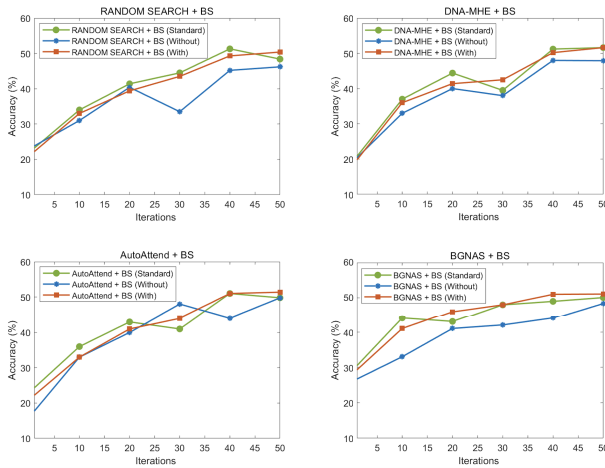 RANDOM SEARCH + BS
60
50
40
30
20
10
Accuracy (%)
RANDOM SEARCH + BS (Standard)
RANDOM SEARCH + BS (Without)
RANDOM SEARCH + BS (With)
5 10 15 20 25 30 35 40 45 50
Iterations
DNA-MHE + BS
60
50
40
30
20
10
Accuracy (%)
DNA-MHE + BS (Standard)
DNA-MHE + BS (Without)
DNA-MHE + BS (With)
5 10 15 20 25 30 35 40 45 50
Iterations
AutoAttend + BS
60
50
40
30
20
10
Accuracy (%)
AutoAttend + BS (Standard)
AutoAttend + BS (Without)
AutoAttend + BS (With)
5 10 15 20 25 30 35 40 45 50
Iterations
BGNAS + BS
60
50
40
30
20
10
Accuracy (%)
BGNAS + BS (Standard)
BGNAS + BS (Without)
BGNAS + BS (With)
5 10 15 20 25 30 35 40 45 50
Iterations